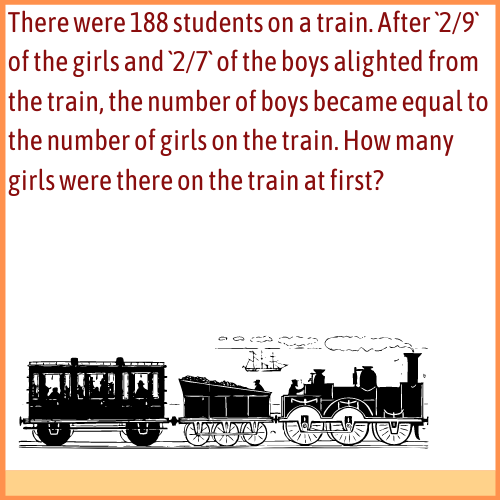 There were 188 students on a train. After `2/9`
of the girls and `2/7` of the boys alighted from
the train, the number of boys became equal to
the number of girls on the train. How many
girls were there on the train at first?